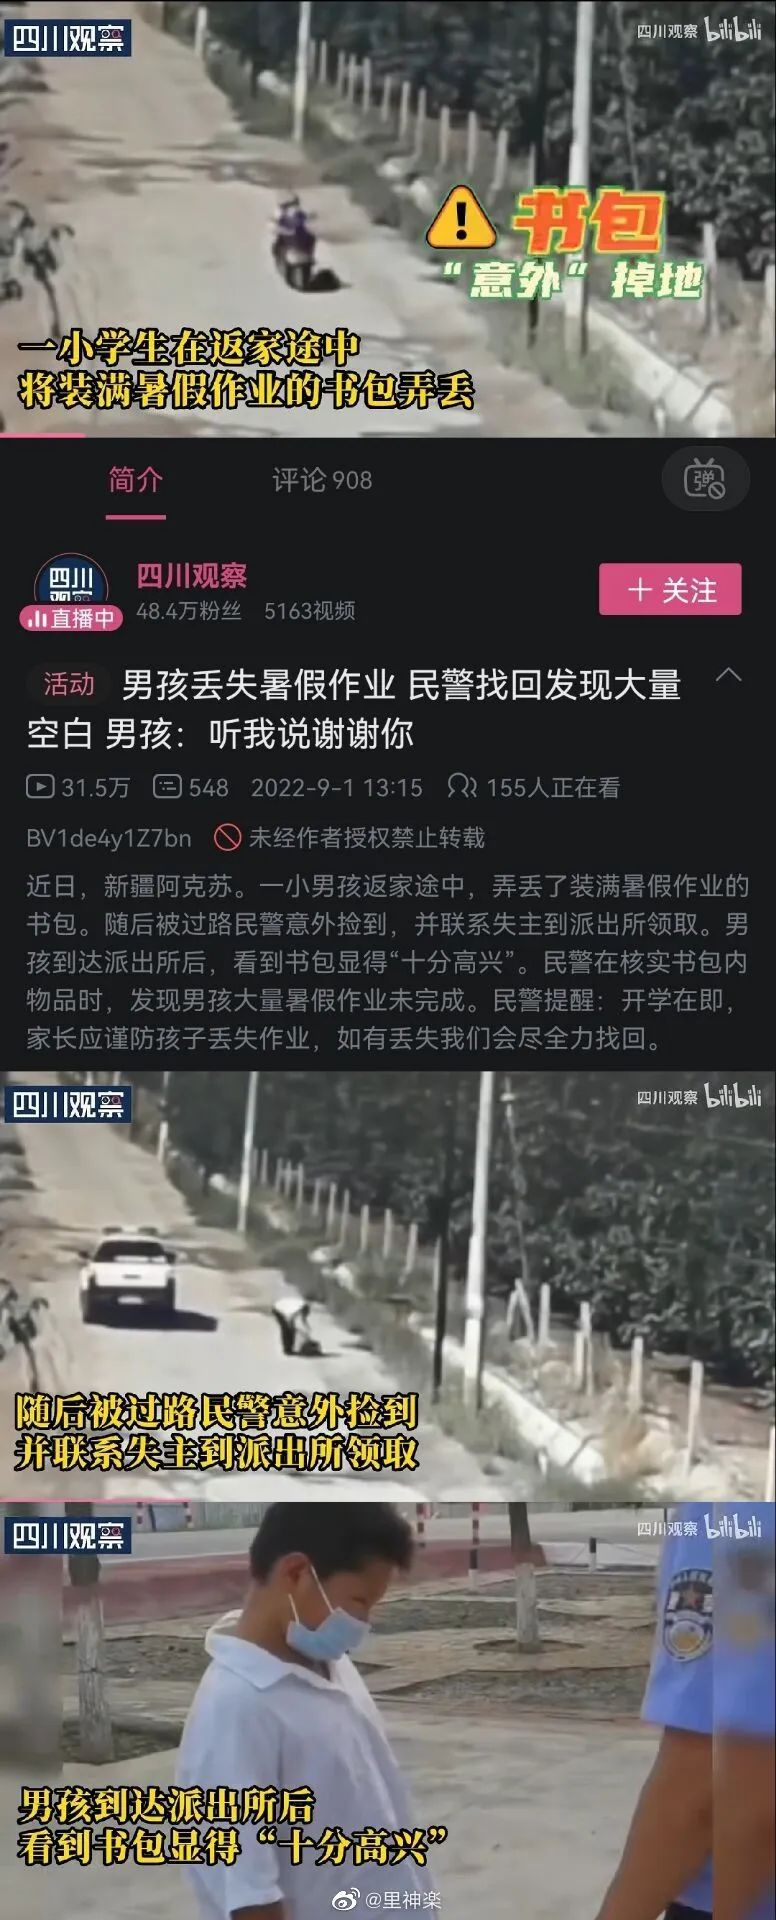 四川观察
四川观察 bilibili
书包
“意外”掉地
一小学生在返家途中
将装满暑假作业的书包弄丢
简介
评论 908
弹
四川观察
四川
观察
直播中
48.4万粉丝 5163视频
+ 关注
活动 男孩丢失暑假作业 民警找回发现大量
空白 男孩：听我说谢谢你
31.5万 548 2022-9-1 13:15 155人正在看
BV1de4y1Z7bn 未经作者授权禁止转载
近日，新疆阿克苏。一小男孩返家途中，弄丢了装满暑假作业的
书包。随后被过路民警意外捡到，并联系失主到派出所领取。男
孩到达派出所后，看到书包显得“十分高兴”。民警在核实书包内
物品时，发现男孩大量暑假作业未完成。民警提醒：开学在即，
家长应谨防孩子丢失作业，如有丢失我们会尽全力找回。
四川观察
四川观察 bilibili
随后被过路民警意外捡到
并联系失主到派出所领取
四川观察
四川观察 bilibili
男孩到达派出所后
看到书包显得“十分高兴”
@里神楽